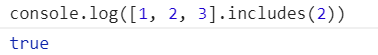 console.log([1, 2, 3].includes(2))
true